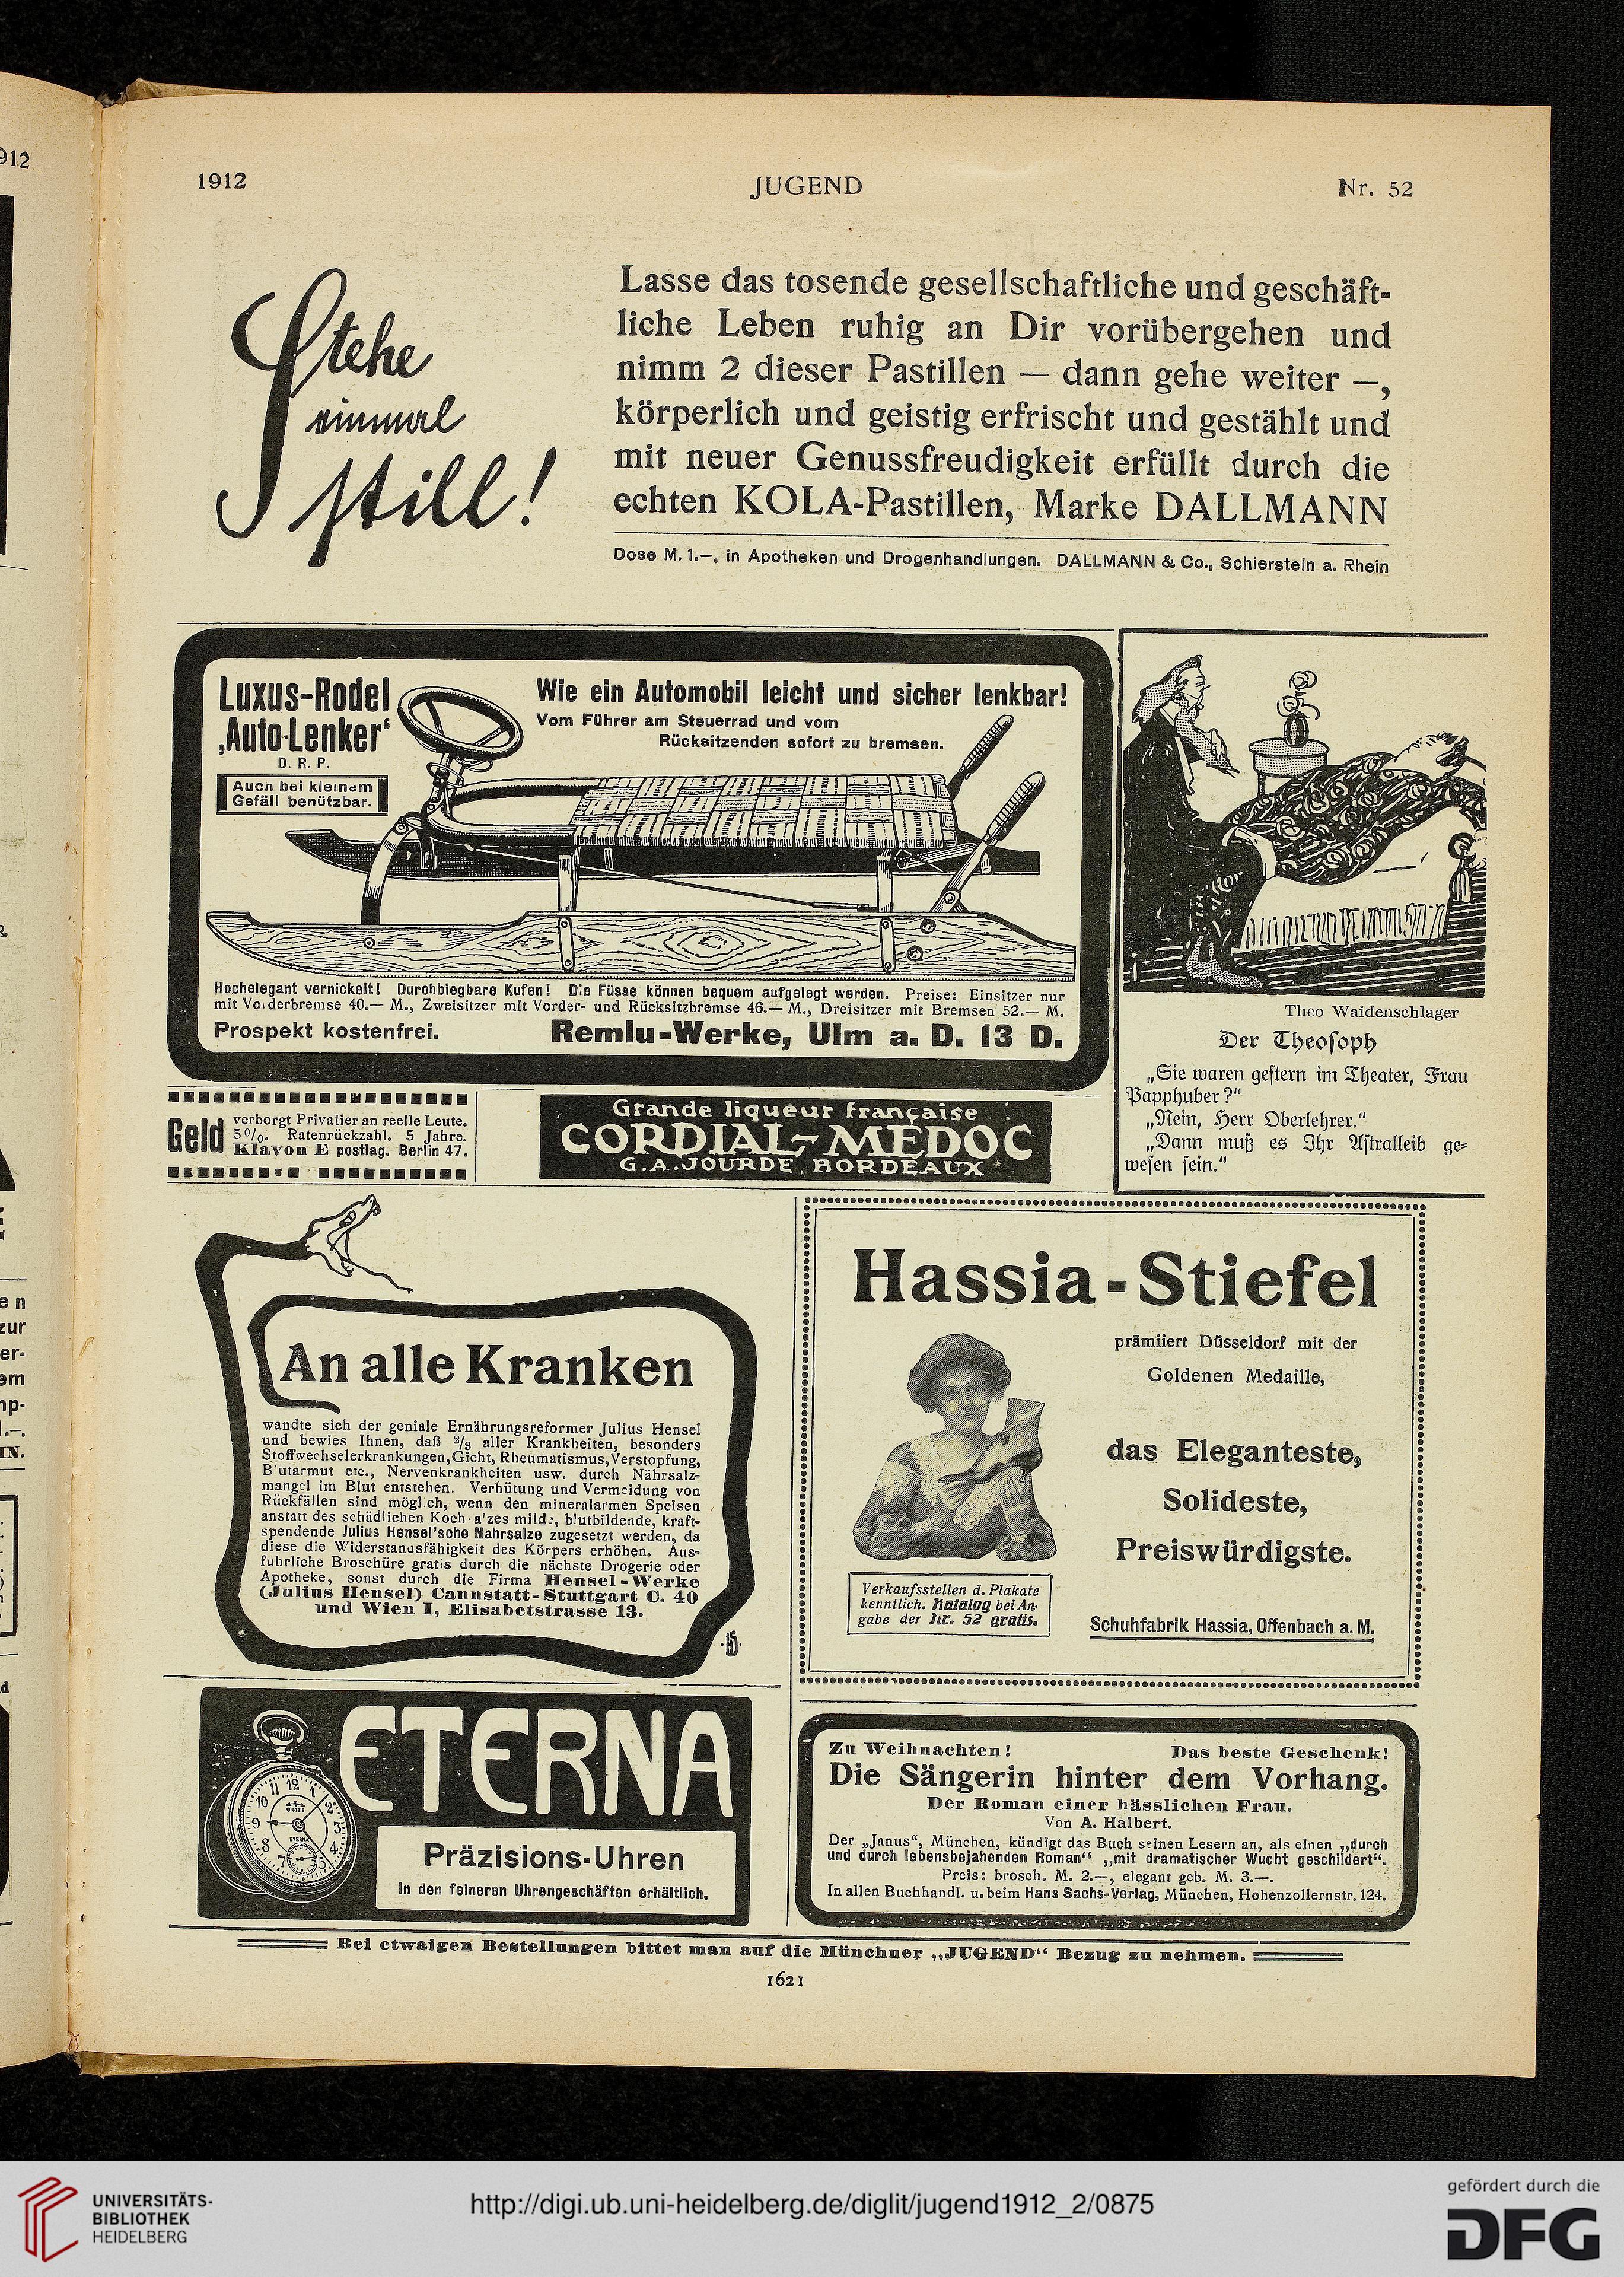 1912
JUGEND
Nr. 52
Stehe
einmal
still!
Lasse das tosende gesellschaftliche und geschäft-
liche Leben ruhig an Dir vorübergehen und
nimm 2 dieser Pastillen — dann gehe weiter —,
körperlich und geistig erfrischt und gestählt und
mit neuer Genussfreudigkeit erfüllt durch die
echten KOLA-Pastillen, Marke DALLMANN
Dose M. 1.—, in Apotheken und Drogenhandlungen. DALLMANN & Co., Schierstein a. Rhein
Luxus-Rodel
‚Auto-Lenker‘
D. R. P.
Auch bei kleinem
Gefäll benützbar.
Wie ein Automobil leicht und sicher lenkbar!
Vom Führer am Steuerrad und vom
Rücksitzenden sofort zu bremsen.
Hochelegant vernickelt! Durchbiegbare Kufen! Die Füsse können bequem aufgelegt werden. Preise: Einsitzer nur
mit Vorderbremse 40.— M., Zweisitzer mit Vorder- und Rücksitzbremse 46.— M., Dreisitzer mit Bremsen 52.— M.
Prospekt kostenfrei. Remlu-Werke, Ulm a. D. 13 D.
Theo Waidenschlager
Der Theosoph
„Sie waren gestern im Theater, Frau
Papphuber?“
„Nein, Herr Oberlehrer.“
„Dann muß es Ihr Astralleib ge-
wesen sein.“
Geld verborgt Privatier an reelle Leute.
5%. Ratenrückzahl. 5 Jahre.
Klavon E postlag. Berlin 47.
Grande liqueur française
CORDIAL-MEDOC
G.A.JOURDE, BORDEAUX
An alle Kranken
wandte sich der geniale Ernährungsreformer Julius Hensel
und bewies Ihnen, daß 2/3 aller Krankheiten, besonders
Stoffwechselerkrankungen, Gicht, Rheumatismus, Verstopfung,
Blutarmut etc., Nervenkrankheiten usw. durch Nährsalz-
mangel im Blut entstehen. Verhütung und Vermeidung von
Rückfällen sind möglich, wenn den mineralarmen Speisen
anstatt des schädlichen Kochsalzes milde, blutbildende, kraft-
spendende Julius Hensel'sche Nährsalze zugesetzt werden, da
diese die Widerstandsfähigkeit des Körpers erhöhen. Aus-
führliche Broschüre gratis durch die nächste Drogerie oder
Apotheke, sonst durch die Firma Hensel-Werke
(Julius Hensel) Cannstatt-Stuttgart C. 40
und Wien I, Elisabetstrasse 13.
Hassia-Stiefel
prämiiert Düsseldorf mit der
Goldenen Medaille,
das Eleganteste,
Solideste,
Preiswürdigste.
Verkaufsstellen d. Plakate
kenntlich. Katalog bei An-
gabe der Nr. 52 gratis.
Schuhfabrik Hassia, Offenbach a. M.
ETERNA
Präzisions-Uhren
In den feineren Uhrengeschäften erhältlich.
Zu Weihnachten! Das beste Geschenk!
Die Sängerin hinter dem Vorhang.
Der Roman einer hässlichen Frau.
Von A. Halbert.
Der „Janus“, München, kündigt das Buch seinen Lesern an, als einen „durch
und durch lebensbejahenden Roman“ „mit dramatischer Wucht geschildert“.
Preis: brosch. M. 2.—, elegant geb. M. 3.—.
In allen Buchhandl. u. beim Hans Sachs-Verlag, München, Hohenzollernstr. 124.
Bei etwaigen Bestellungen bittet man auf die Münchner „JUGEND“ Bezug zu nehmen.
1621
UNIVERSITÄTS-
BIBLIOTHEK
HEIDELBERG
http://digi.ub.uni-heidelberg.de/diglit/jugend1912_2/0875
gefördert durch die
DFG